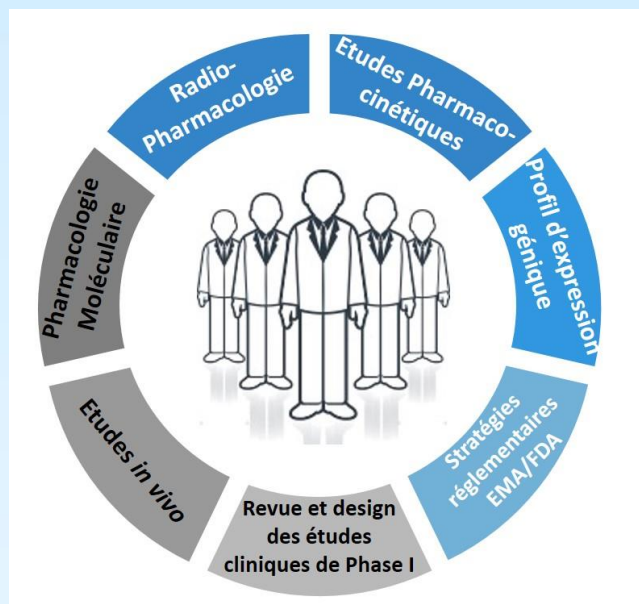 Radio-
Pharmacologie
Etudes Pharmaco-
cinétiques
Profil d’expression
génique
Stratégies
réglementaires
EMA/FDA
Revue et design
des études
cliniques de Phase I
Etudes in vivo
Pharmacologie
Moléculaire